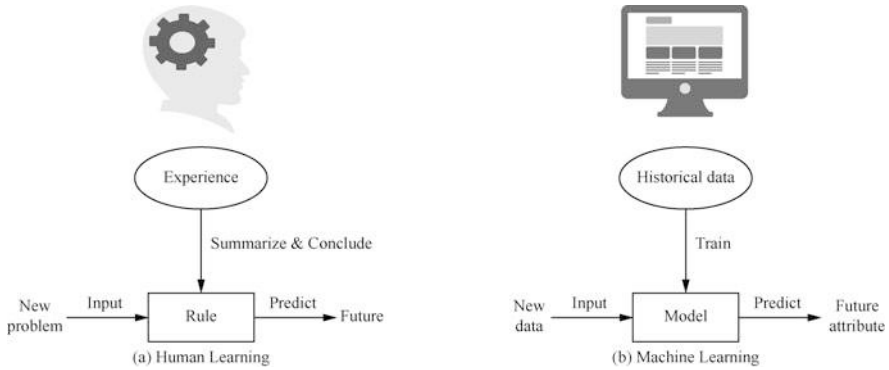 Experience
Summarize & Conclude
New
problem
Input
Rule
Predict
Future
(a) Human Learning
Historical data
Train
New
data
Input
Model
Predict
Future
attribute
(b) Machine Learning